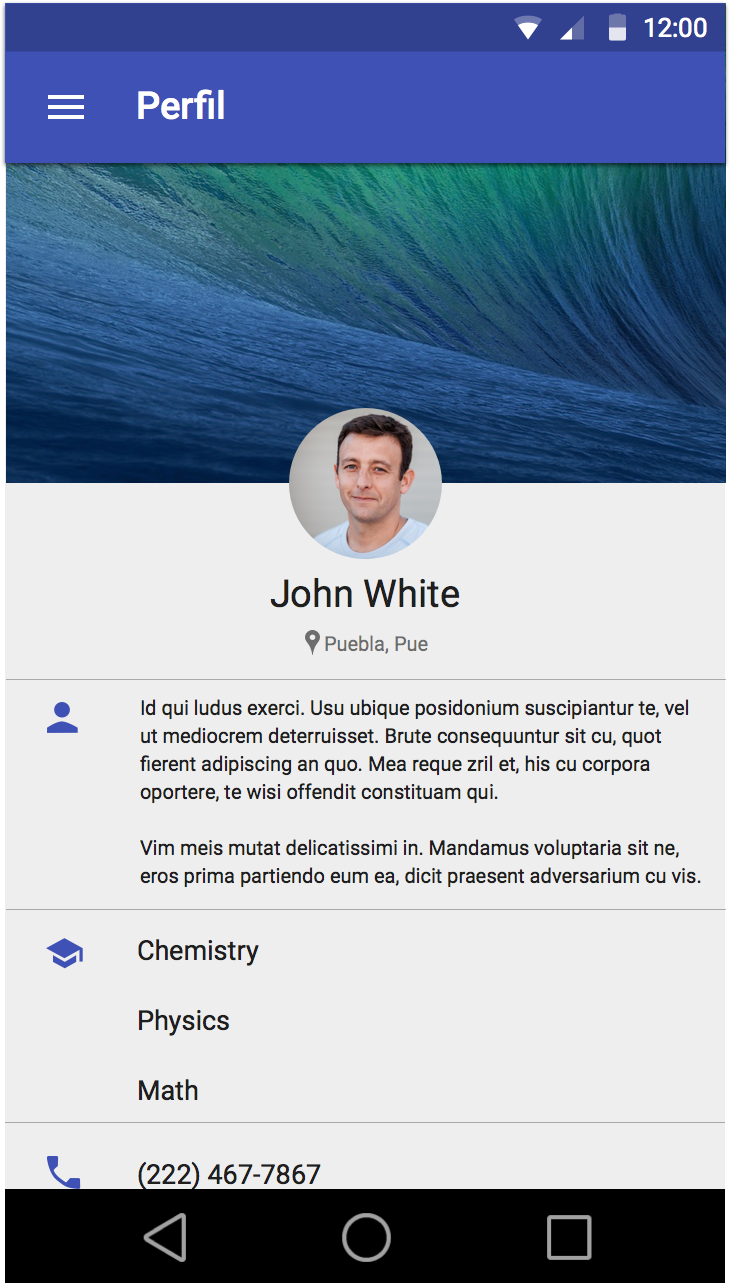 12:00
Perfil
John White
Puebla, Pue
Id qui ludus exerci. Usu ubique posidonium suscipiantur te, vel
ut mediocrem deterruisset. Brute consequuntur sit cu, quot
fierent adipiscing an quo. Mea reque zril et, his cu corpora
oportere, te wisi offendit constituam qui.
Vim meis mutat delicatissimi in. Mandamus voluptaria sit ne,
eros prima partiendo eum ea, dicit praesent adversarium cu vis.
Chemistry
Physics
Math
(222) 467-7867